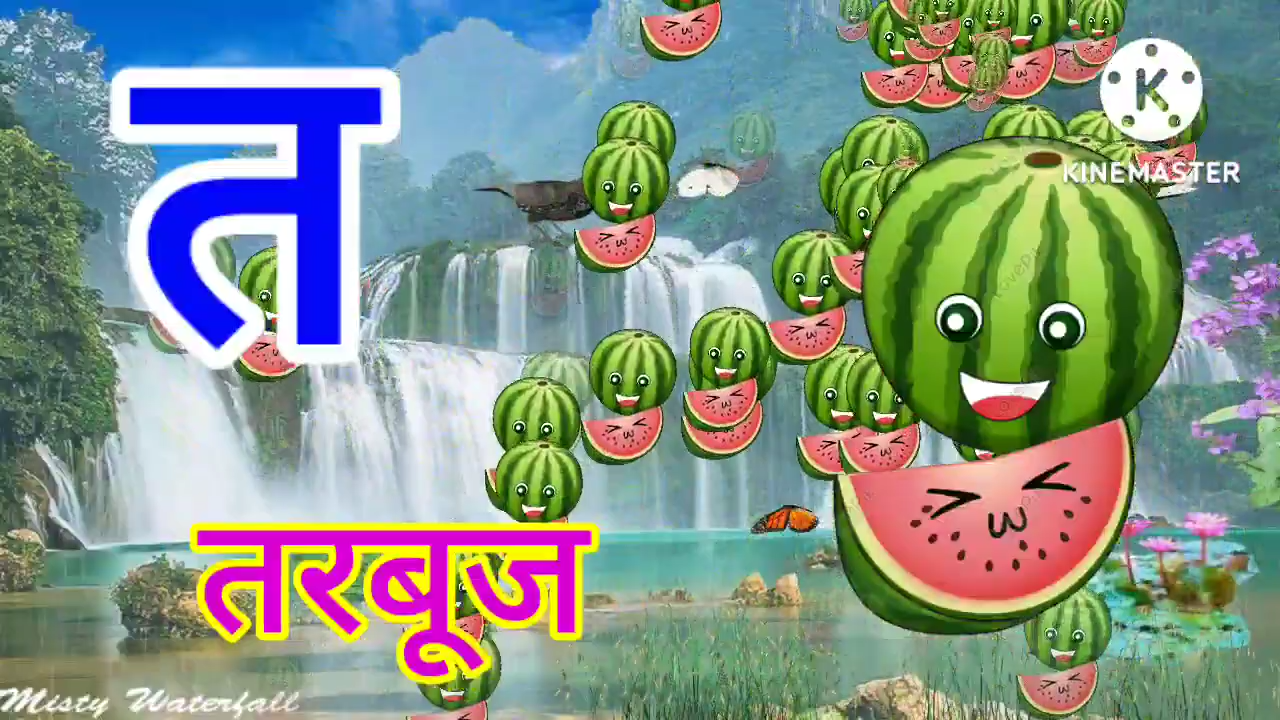 त
K
KINEMASTER
तरबूज
Misty Waterfall